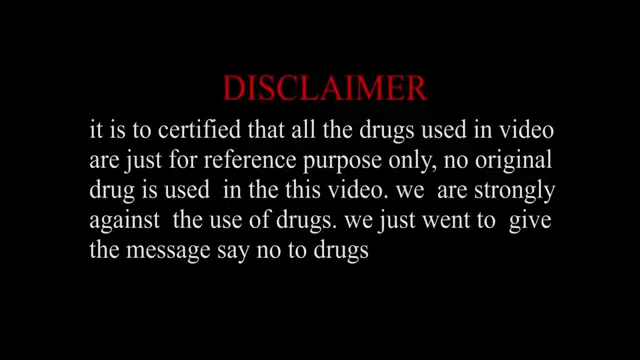 DISCLAIMER
it is to certified that all the drugs used in video
are just for reference purpose only, no original
drug is used in the this video. we are strongly
against the use of drugs. we just went to give
the message say no to drugs